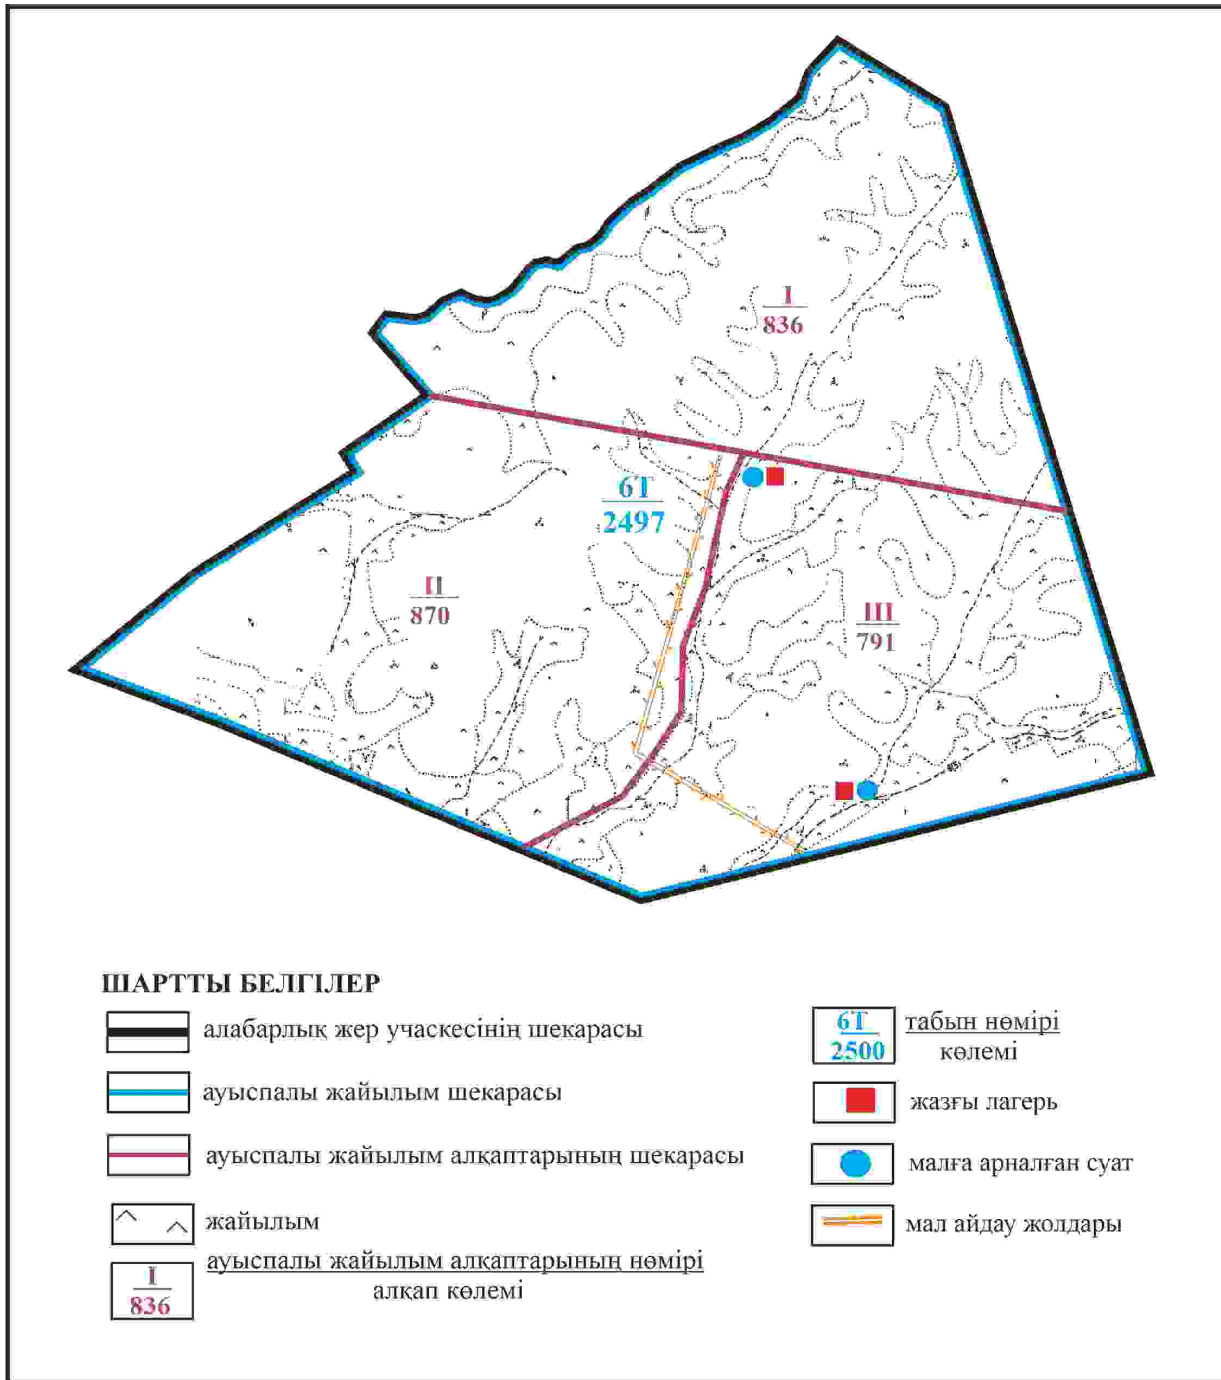 I
836
6Т
2497
II
870
III
791
ШАРТТЫ БЕЛГІЛЕР
алабарлық жер учаскесінің шекарасы
ауыспалы жайылым шекарасы
ауыспалы жайылым алқаптарының шекарасы
жайылым
I
836
ауыспалы жайылым алқаптарының нөмірі
алқап көлемі
6Т
2500
табын нөмірі
көлемі
жазғы лагерь
малға арналған суат
мал айдау жолдары